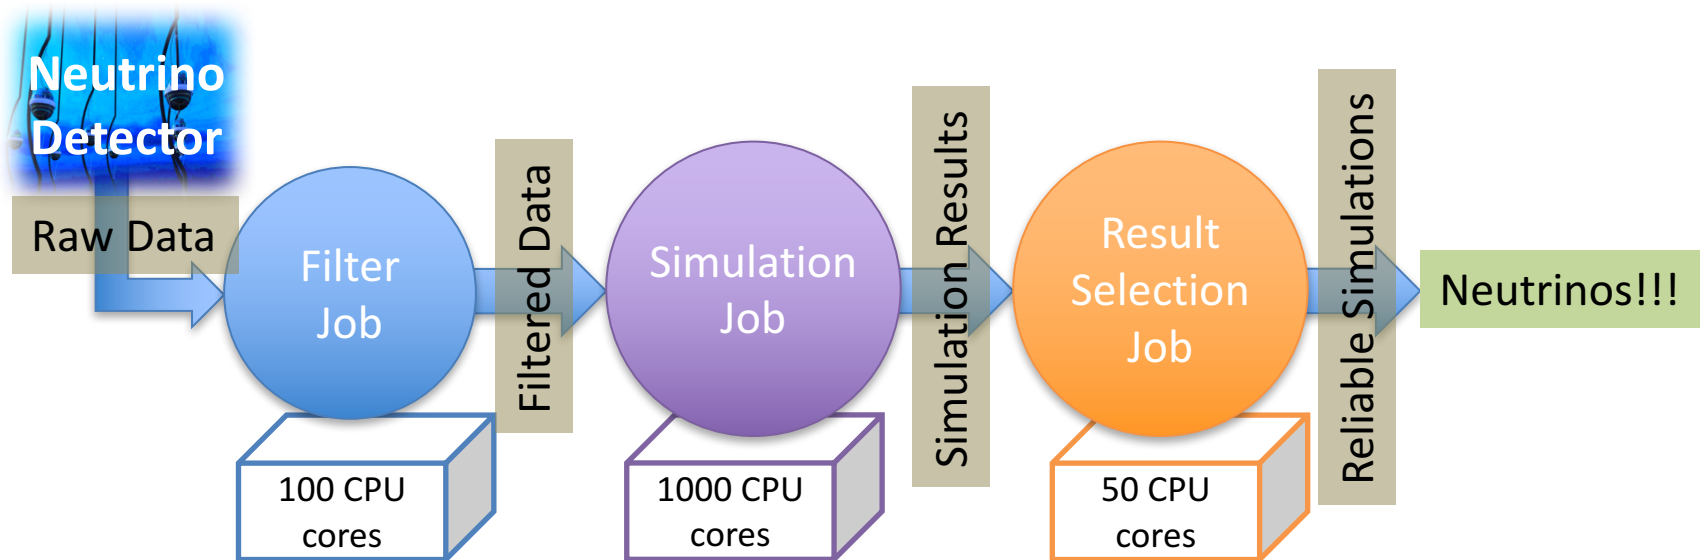 Neutrino
Detector
Raw Data
Filter
Job
100 CPU
cores
Filtered Data
Simulation
Job
1000 CPU
cores
Simulation Results
Result
Selection
Job
50 CPU
cores
Reliable Simulations
Neutrinos!!!